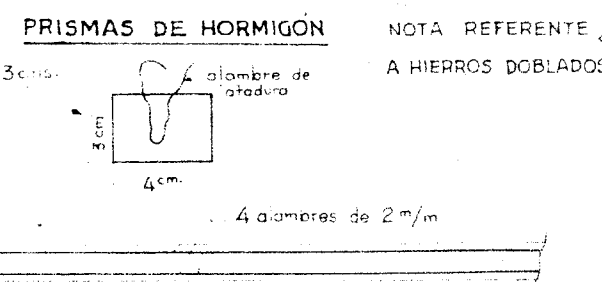 PRISMAS DE HORMIGÓN
NOTA REFERENTE
A HIERROS DOBLADOS
3 cms.
alambre de
atadura
3 cm
4 cm.
4 alambres de 2 m/m